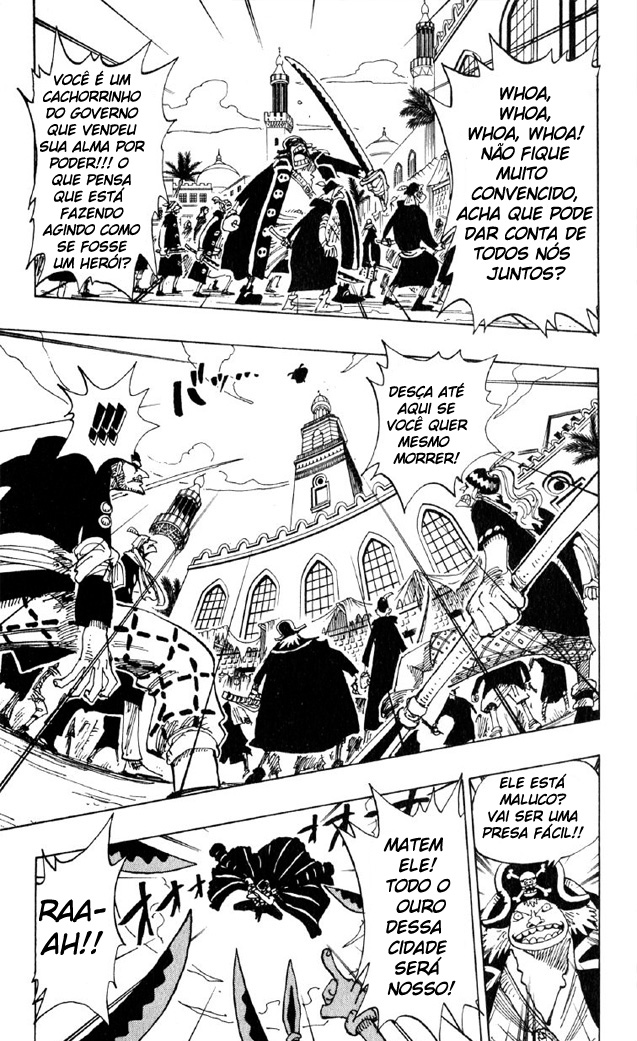 WHOA,
WHOA,
WHOA, WHOA!
NÃO FIQUE
MUITO
CONVENCIDO,
ACHA QUE PODE
DAR CONTA DE
TODOS NÓS
JUNTOS?
VOCÊ É UM
CACHORRINHO
DO GOVERNO
QUE VENDEU
SUA ALMA POR
PODER!!! O
QUE PENSA
QUE ESTÁ
FAZENDO
AGINDO COMO
SE FOSSE
UM HERÓI?
DESÇA ATÉ
AQUI SE
VOCÊ QUER
MESMO
MORRER!
!!!
ELE ESTÁ
MALUCO?
VAI SER UMA
PRESA FÁCIL!!
MATEM
ELE!
TODO O
OURO
DESSA
CIDADE
SERÁ
NOSSO!
RAA-
AH!!